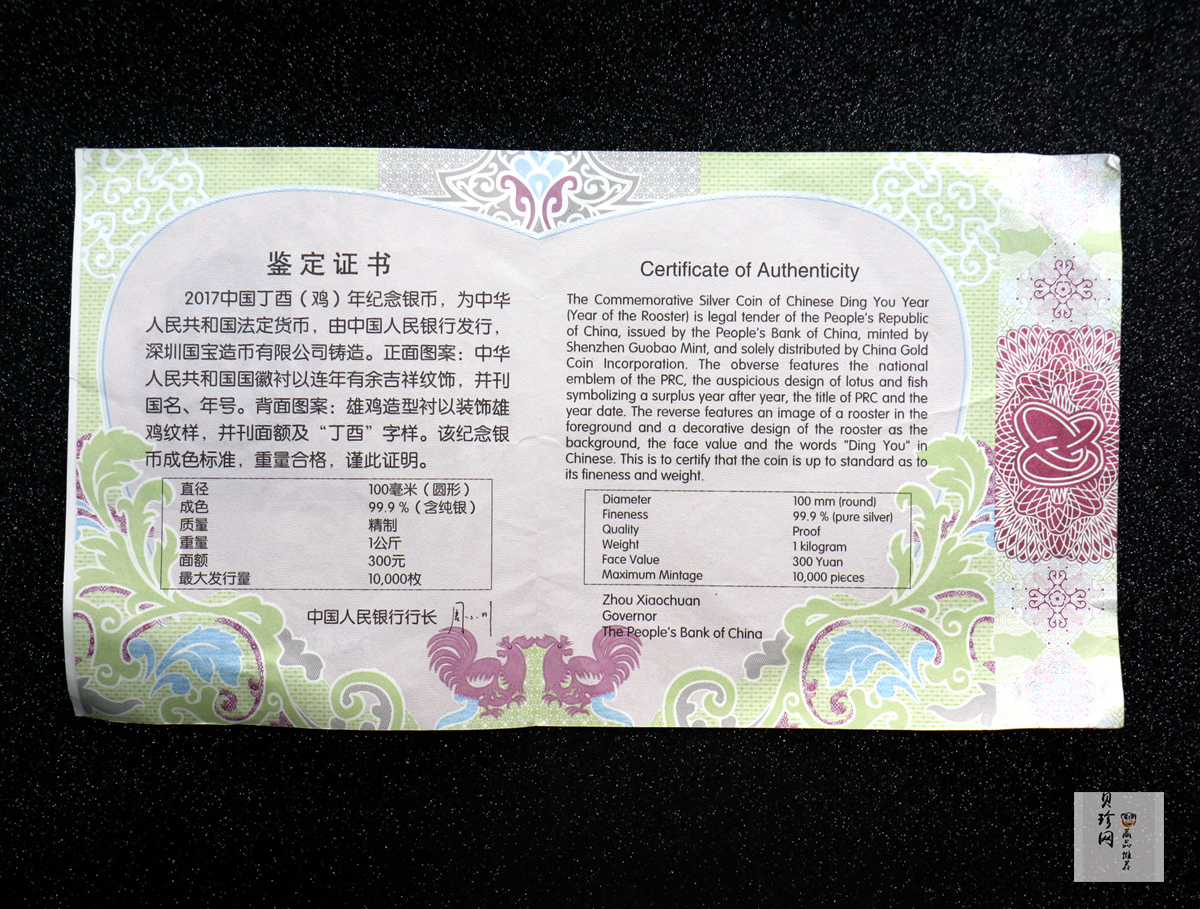 鉴定证书
2017中国丁酉（鸡）年纪念银币，为中华
人民共和国法定货币，由中国人民银行发行，
深圳国宝造币有限公司铸造。正面图案：中华
人民共和国国徽衬以连年有余吉祥纹饰，并刊
国名、年号。背面图案：雄鸡造型衬以装饰雄
鸡纹样，并刊面额及“丁酉”字样。该纪念银
币成色标准，重量合格，谨此证明。
直径 100毫米（圆形）
成色 99.9％（含纯银）
质量 精制
重量 1公斤
面额 300元
最大发行量 10,000枚
中国人民银行行长
Certificate of Authenticity
The Commemorative Silver Coin of Chinese Ding You Year
(Year of the Rooster) is legal tender of the People's Republic
of China, issued by the People's Bank of China, minted by
Shenzhen Guobao Mint, and solely distributed by China Gold
Coin Incorporation. The obverse features the national
emblem of the PRC, the auspicious design of lotus and fish
symbolizing a surplus year after year, the title of PRC and the
year date. The reverse features an image of a rooster in the
foreground and a decorative design of the rooster as the
background, the face value and the words "Ding You" in
Chinese. This is to certify that the coin is up to standard as to
its fineness and weight.
Diameter 100 mm (round)
Fineness 99.9 % (pure silver)
Quality Proof
Weight 1 kilogram
Face Value 300 Yuan
Maximum Mintage 10,000 pieces
Zhou Xiaochuan
Governor
The People's Bank of China
贝珍网
藏品推荐